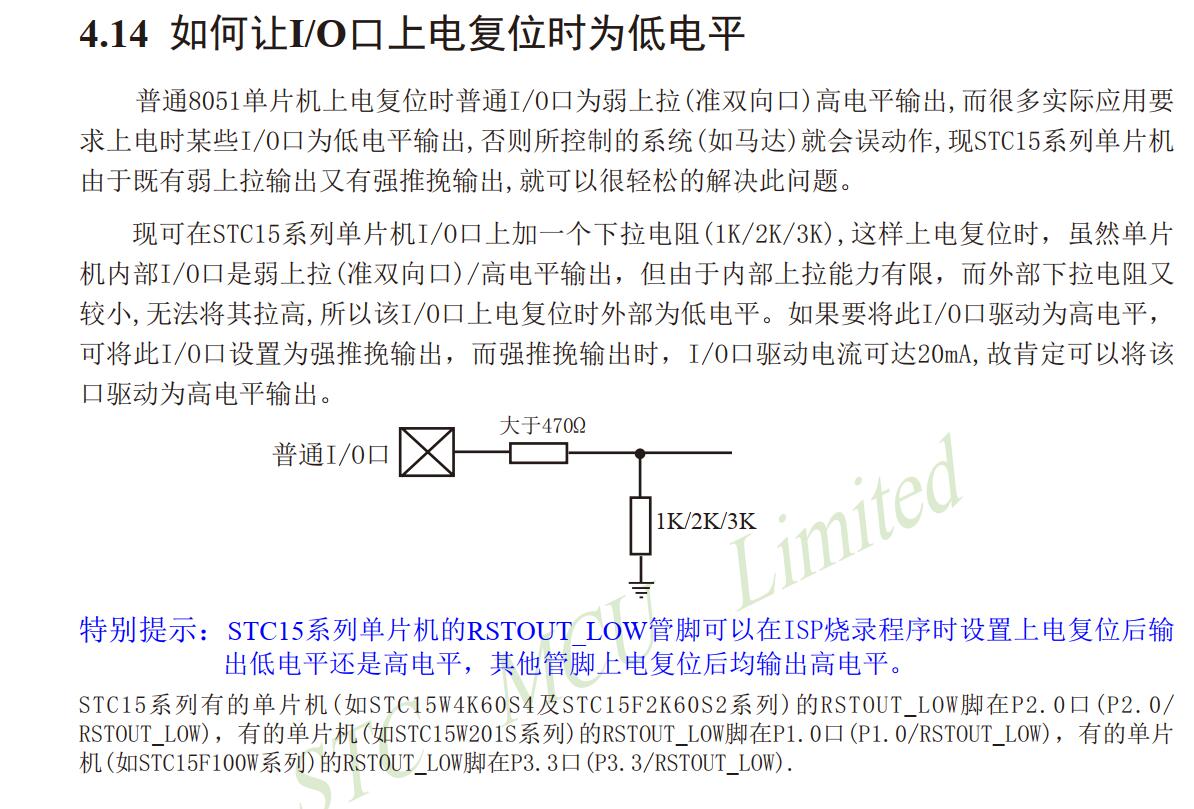 4.14 如何让I/O口上电复位时为低电平
普通8051单片机上电复位时普通I/O口为弱上拉(准双向口)高电平输出,而很多实际应用要
求上电时某些I/O口为低电平输出,否则所控制的系统(如马达)就会误动作,现STC15系列单片机
由于既有弱上拉输出又有强推挽输出,就可以很轻松的解决此问题。
现可在STC15系列单片机I/O口上加一个下拉电阻(1K/2K/3K),这样上电复位时，虽然单片
机内部I/O口是弱上拉(准双向口)/高电平输出，但由于内部上拉能力有限，而外部下拉电阻又
较小,无法将其拉高,所以该I/O口上电复位时外部为低电平。如果要将此I/O口驱动为高电平，
可将此I/O口设置为强推挽输出，而强推挽输出时，I/O口驱动电流可达20mA,故肯定可以将该
口驱动为高电平输出。
大于470Ω
普通I/O口
1K/2K/3K
特别提示：STC15系列单片机的RSTOUT_LOW管脚可以在ISP烧录程序时设置上电复位后输
出低电平还是高电平，其他管脚上电复位后均输出高电平。
STC15系列有的单片机(如STC15W4K60S4及STC15F2K60S2系列)的RSTOUT_LOW脚在P2.0口(P2.0/
RSTOUT_LOW)，有的单片机(如STC15W201S系列)的RSTOUT_LOW脚在P1.0口(P1.0/RSTOUT_LOW)，有的单片
机(如STC15F100W系列)的RSTOUT_LOW脚在P3.3口(P3.3/RSTOUT_LOW).
STC MCU Limited